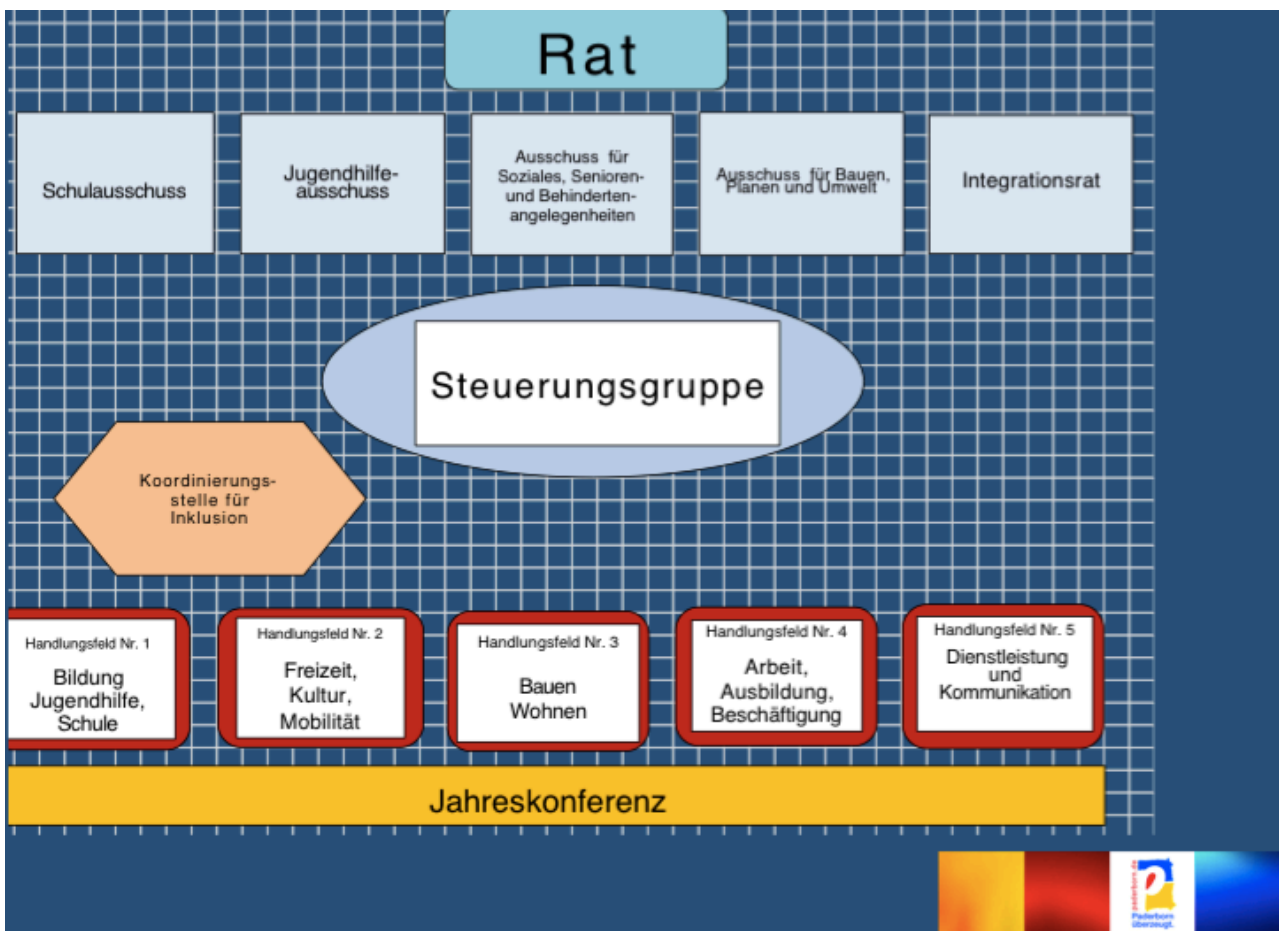 Rat
Schulausschuss
Jugendhilfe-
ausschuss
Ausschuss für
Soziales, Senioren-
und Behinderten-
angelegenheiten
Ausschuss für Bauen,
Planen und Umwelt
Integrationsrat
Steuerungsgruppe
Koordinierungs-
stelle für
Inklusion
Handlungsfeld Nr. 1
Bildung
Jugendhilfe,
Schule
Handlungsfeld Nr. 2
Freizeit,
Kultur,
Mobilität
Handlungsfeld Nr. 3
Bauen
Wohnen
Handlungsfeld Nr. 4
Arbeit,
Ausbildung,
Beschäftigung
Handlungsfeld Nr. 5
Dienstleistung
und
Kommunikation
Jahreskonferenz
paderborn.de
Paderborn
überzeugt.